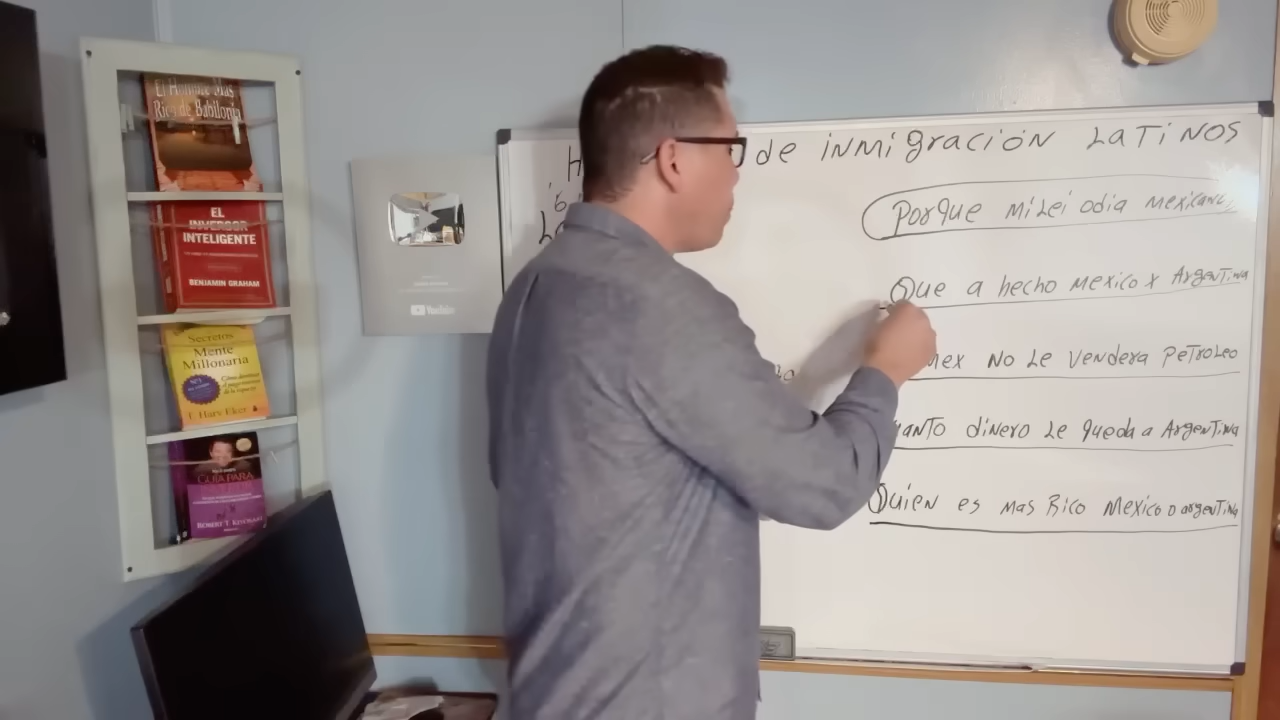 El Hombre Mas
Rico de Babilonia
EL
INVERSOR
INTELIGENTE
BENJAMIN GRAHAM
Secretos
Mente
Millonaria
T. Harv Eker
GUIA PARA
ROBERT T. KIYOSAKI
YouTube
H de iNMigraciÓN LaTiNOS
Porque miLei odia mexicano
Que a hecho mexico x ArgenTina
mex No Le Vendera PeTroLeo
uanTo dinero Le queda a ArgenTina
Quien es mas Rico Mexico o argenTina